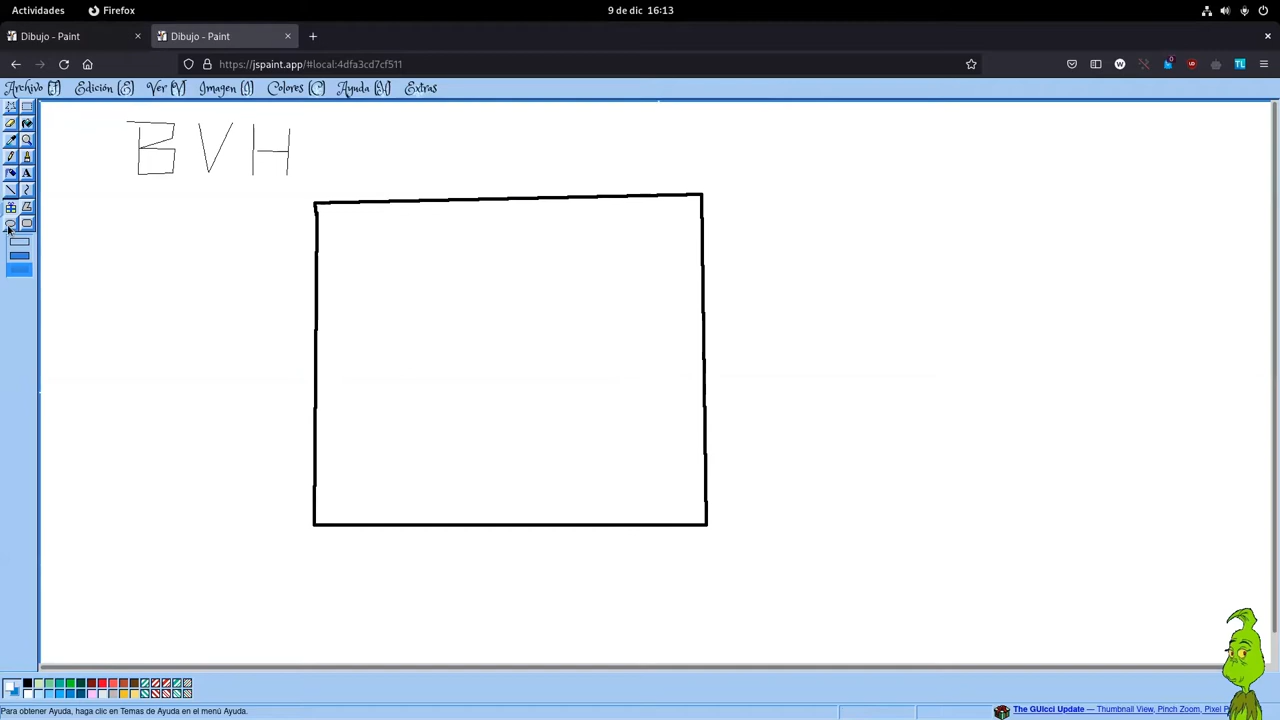 Actividades Firefox 9 de dic 16:13
Dibujo - Paint × Dibujo - Paint × +
https://jspaint.app/#local:4dfa3cd7cf511
Archivo (F) Edición (E) Ver (V) Imagen (I) Colores (C) Ayuda (A) Extras
BVH
Para obtener Ayuda, haga clic en Temas de Ayuda en el menú Ayuda.
The GUIcci Update — Thumbnail View, Pinch Zoom, Pixel P